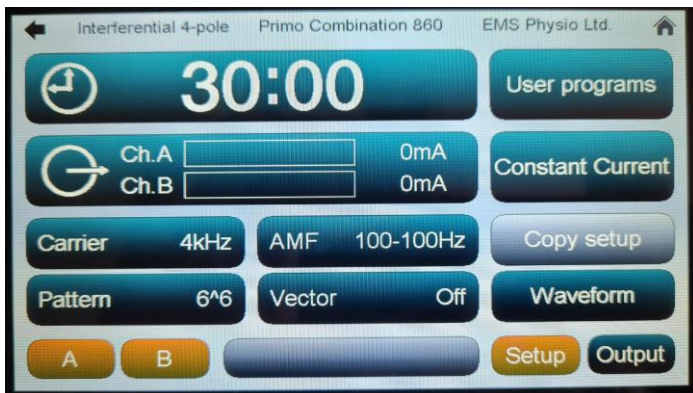 Interferential 4-pole Primo Combination 860 EMS Physio Ltd.
30:00
User programs
Ch.A 0mA
Ch.B 0mA
Constant Current
Carrier 4kHz
AMF 100-100Hz
Copy setup
Pattern 6^6
Vector Off
Waveform
A
B
Setup
Output